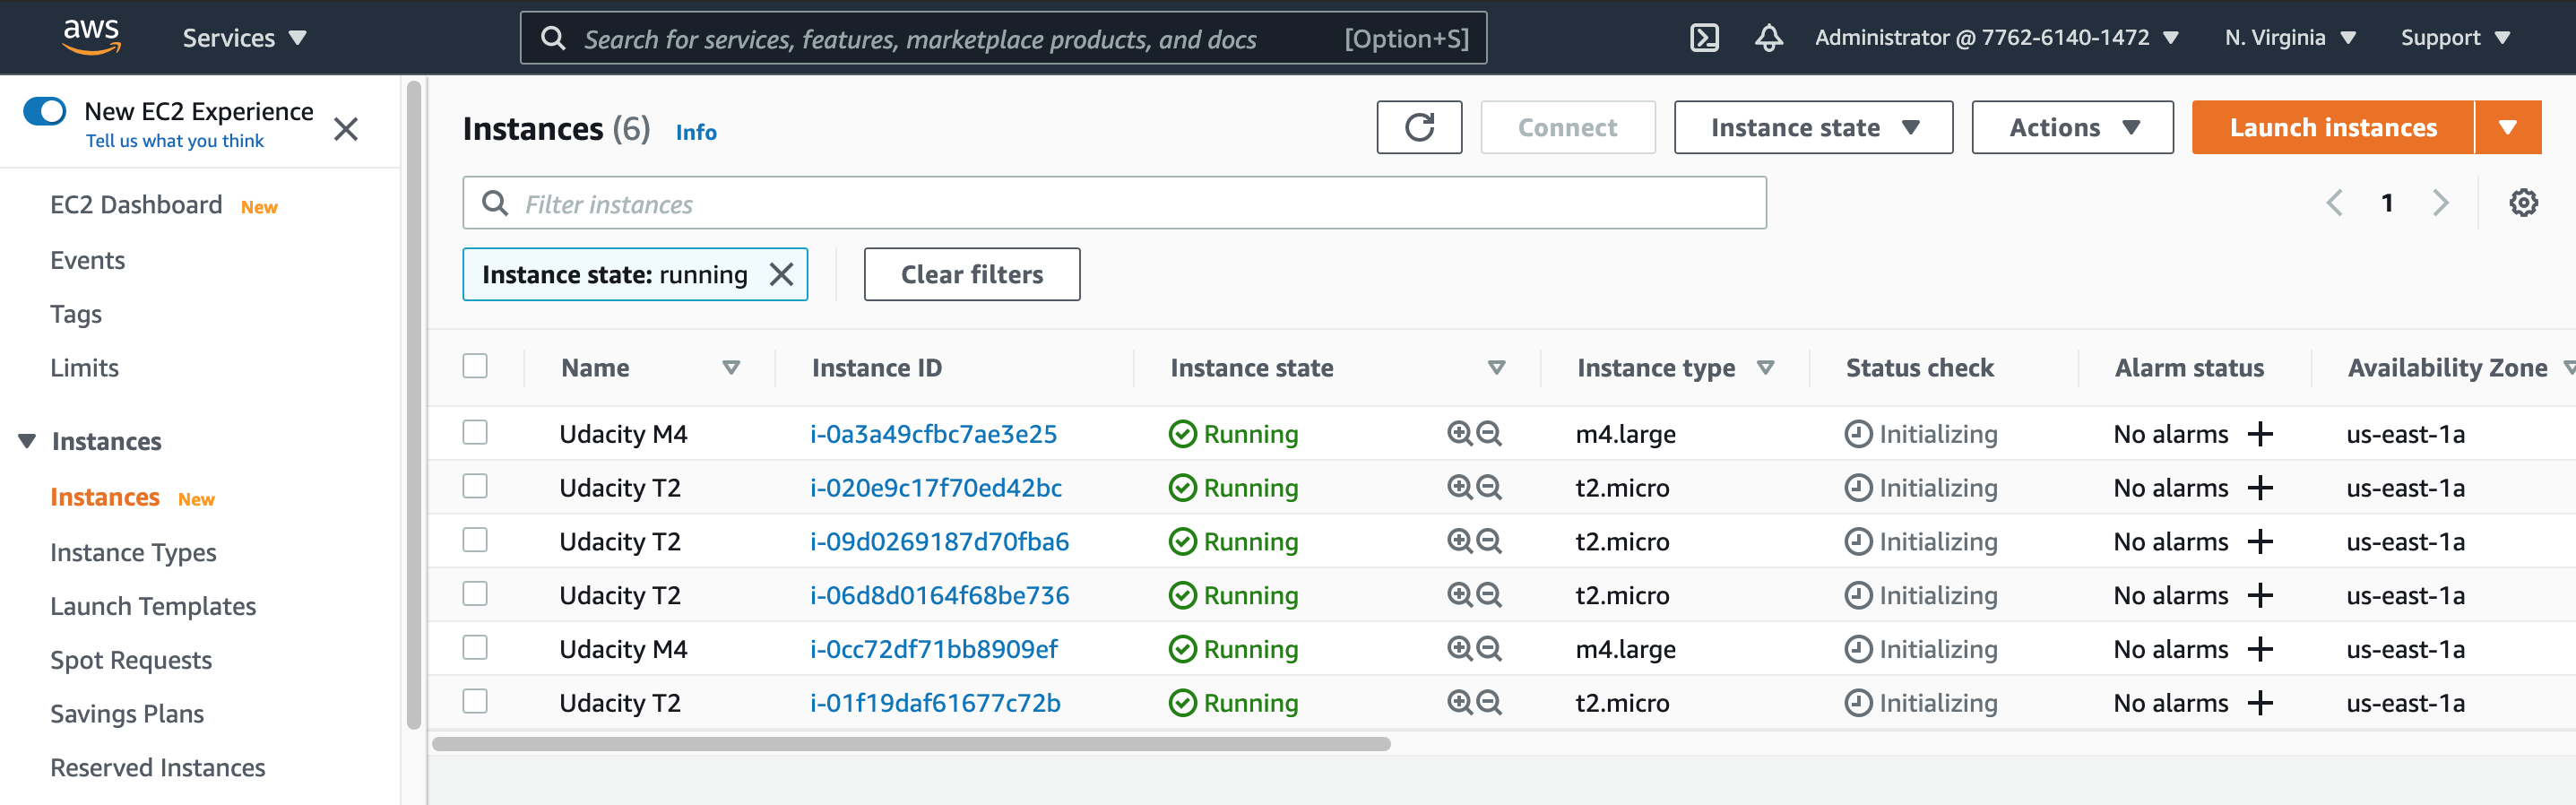 aws Services Search for services, features, marketplace products, and docs [Option+S] Administrator @ 7762-6140-1472 N. Virginia Support
New EC2 Experience
Tell us what you think
EC2 Dashboard New
Events
Tags
Limits
Instances
Instances New
Instance Types
Launch Templates
Spot Requests
Savings Plans
Reserved Instances
Instances (6) Info Connect Instance state Actions Launch instances
Filter instances 1
Instance state: running Clear filters
Name Instance ID Instance state Instance type Status check Alarm status Availability Zone
Udacity M4 i-0a3a49cfbc7ae3e25 Running m4.large Initializing No alarms us-east-1a
Udacity T2 i-020e9c17f70ed42bc Running t2.micro Initializing No alarms us-east-1a
Udacity T2 i-09d0269187d70fba6 Running t2.micro Initializing No alarms us-east-1a
Udacity T2 i-06d8d0164f68be736 Running t2.micro Initializing No alarms us-east-1a
Udacity M4 i-0cc72df71bb8909ef Running m4.large Initializing No alarms us-east-1a
Udacity T2 i-01f19daf61677c72b Running t2.micro Initializing No alarms us-east-1a